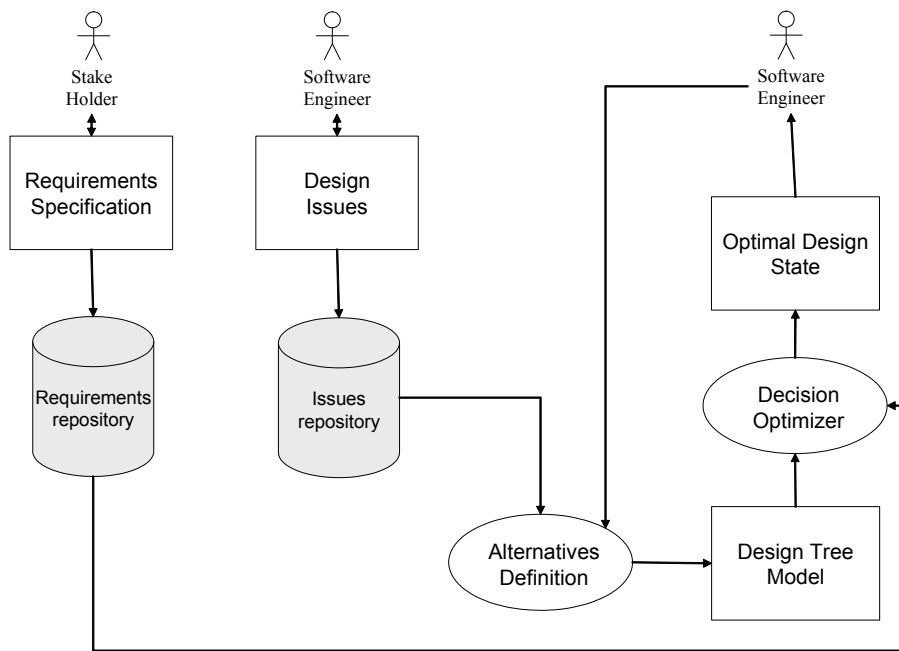 Stake
Holder
Software
Engineer
Software
Engineer
Requirements
Specification
Design
Issues
Optimal Design
State
Requirements
repository
Issues
repository
Decision
Optimizer
Alternatives
Definition
Design Tree
Model